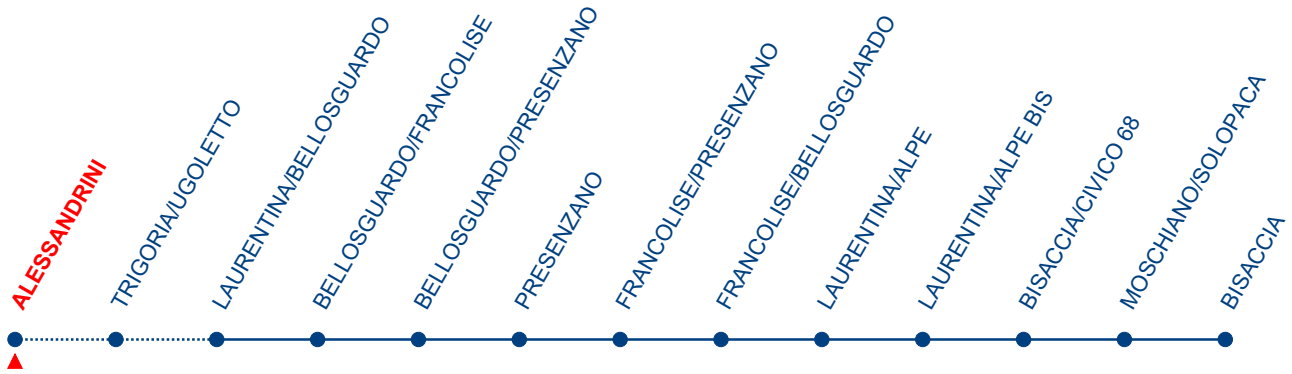 ALESSANDRINI
TRIGORIA/UGOLETTO
LAURENTINA/BELLOSGUARDO
BELLOSGUARDO/FRANCOLISE
BELLOSGUARDO/PRESENZANO
PRESENZANO
FRANCOLISE/PRESENZANO
FRANCOLISE/BELLOSGUARDO
LAURENTINA/ALPE
LAURENTINA/ALPE BIS
BISACCIA/CIVICO 68
MOSCHIANO/SOLOPACA
BISACCIA